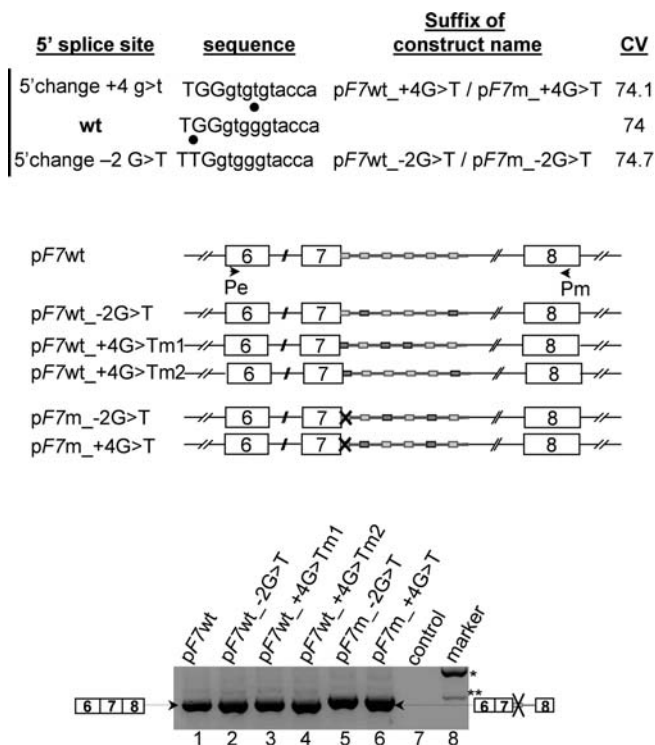 5' splice site sequence Suffix of construct name CV
5'change +4 g>t TGGgtgtgtacca pF7wt_+4G>T / pF7m_+4G>T 74.1
wt TGGgtgggtacca 74
5'change –2 G>T TTGgtgggtacca pF7wt_-2G>T / pF7m_-2G>T 74.7
pF7wt 6 7 8
Pe Pm
pF7wt_-2G>T 6 7 8
pF7wt_+4G>Tm1 6 7 8
pF7wt_+4G>Tm2 6 7 8
pF7m_-2G>T 6 7 8
pF7m_+4G>T 6 7 8
pF7wt
pF7wt_-2G>T
pF7wt_+4G>Tm1
pF7wt_+4G>Tm2
pF7m_-2G>T
pF7m_+4G>T
control
marker
*
**
6 7 8 6 7 8
1 2 3 4 5 6 7 8